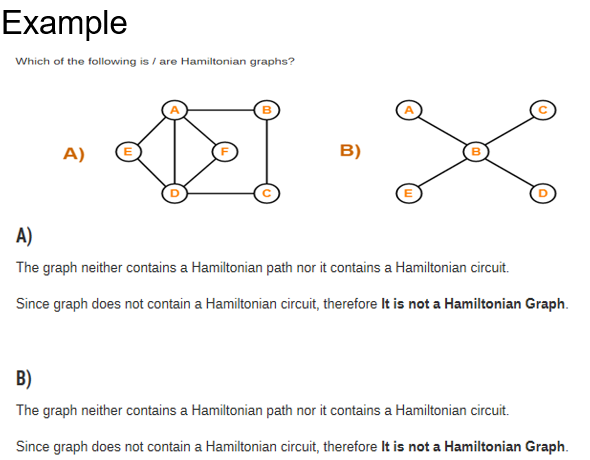 Example
Which of the following is / are Hamiltonian graphs?
A)
A
B
E
F
D
C
B)
A
C
B
E
D
A)
The graph neither contains a Hamiltonian path nor it contains a Hamiltonian circuit.
Since graph does not contain a Hamiltonian circuit, therefore It is not a Hamiltonian Graph.
B)
The graph neither contains a Hamiltonian path nor it contains a Hamiltonian circuit.
Since graph does not contain a Hamiltonian circuit, therefore It is not a Hamiltonian Graph.